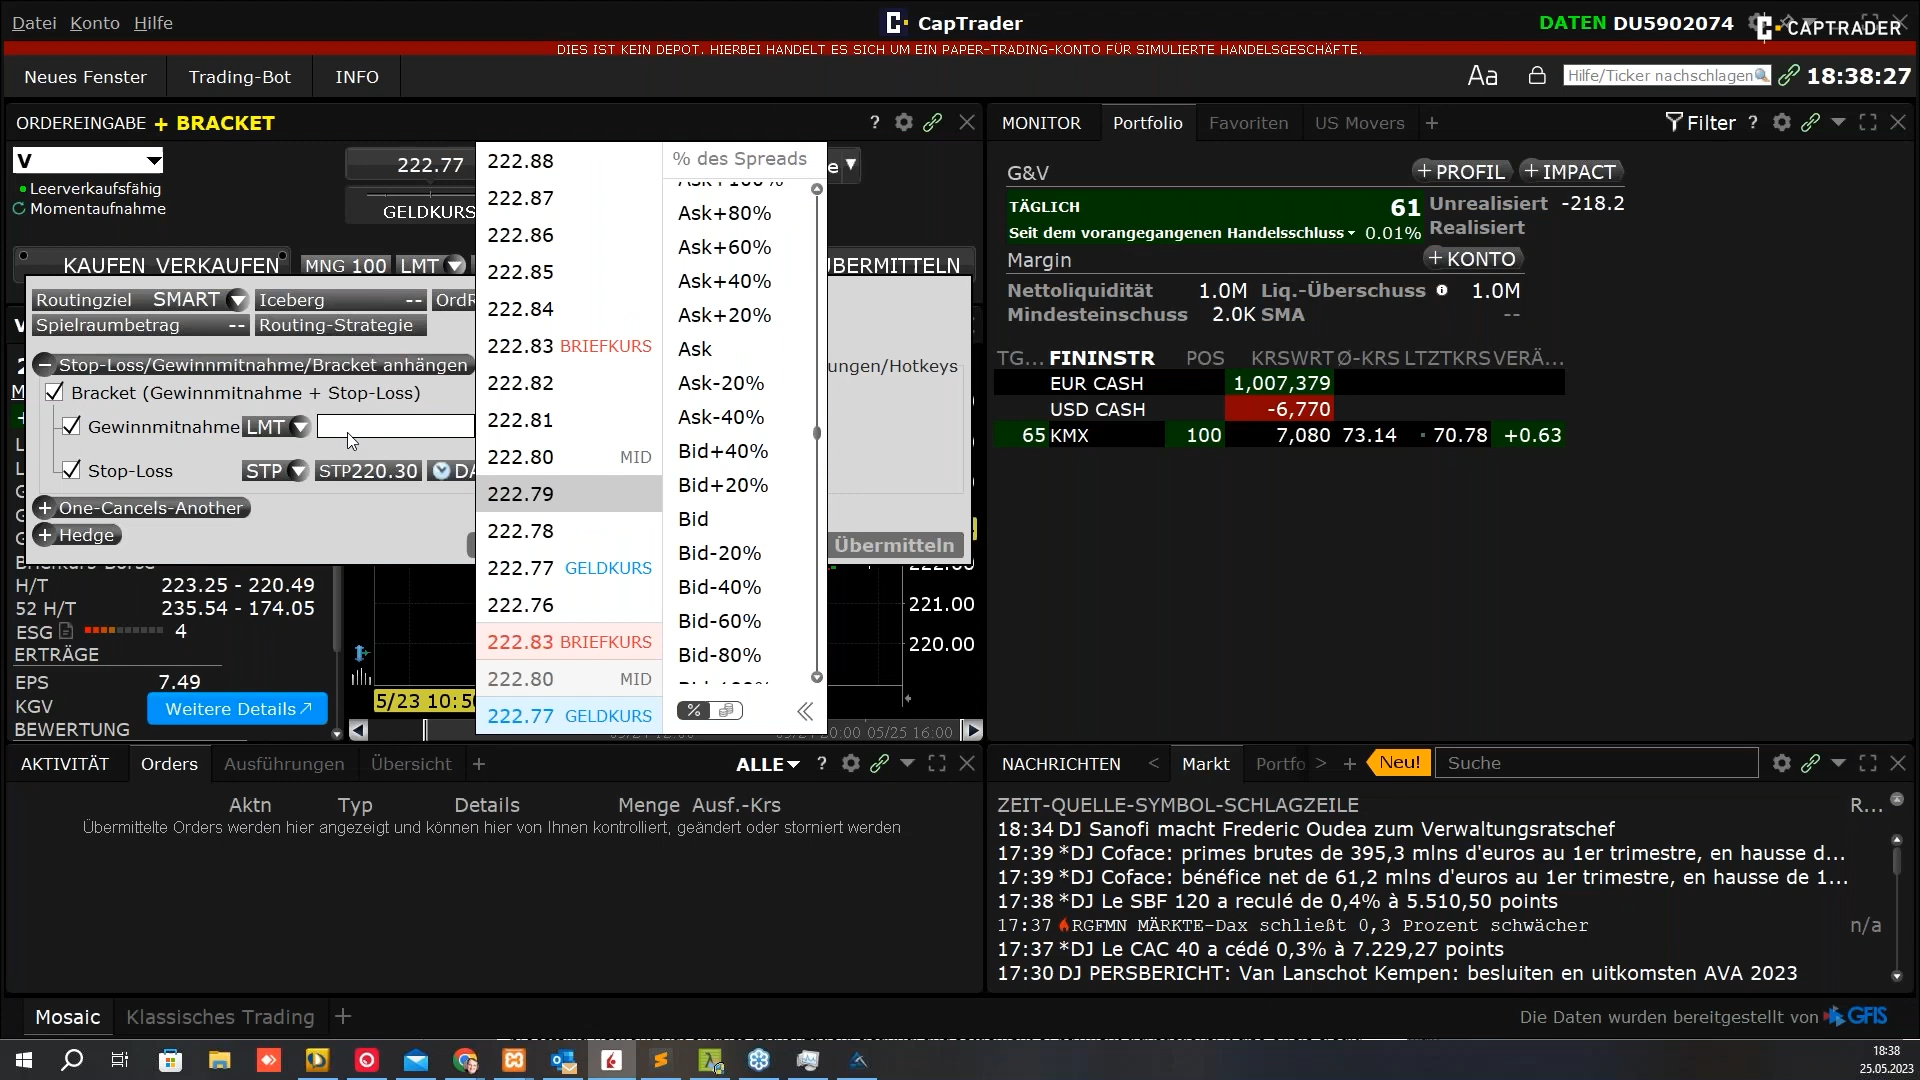 Datei Konto Hilfe
CapTrader
DATEN DU5902074
CAPTRADER
DIES IST KEIN DEPOT. HIERBEI HANDELT ES SICH UM EIN PAPER-TRADING-KONTO FÜR SIMULIERTE HANDELSGESCHÄFTE.
Neues Fenster Trading-Bot INFO
Aa Hilfe/Ticker nachschlagen 18:38:27
ORDEREINGABE + BRACKET
?
V
222.77
Leerverkaufsfähig
Momentaufnahme
GELDKURS
KAUFEN VERKAUFEN MNG 100 LMT
ÜBERMITTELN
Routingziel SMART Iceberg --
Spielraumbetrag -- Routing-Strategie
− Stop-Loss/Gewinnmitnahme/Bracket anhängen
ungen/Hotkeys
Bracket (Gewinnmitnahme + Stop-Loss)
Gewinnmitnahme LMT
Stop-Loss STP STP220.30
+ One-Cancels-Another
+ Hedge
Übermitteln
222.88
222.87
222.86
222.85
222.84
222.83 BRIEFKURS
222.82
222.81
222.80 MID
222.79
222.78
222.77 GELDKURS
222.76
222.83 BRIEFKURS
222.80 MID
222.77 GELDKURS
% des Spreads
Ask+80%
Ask+60%
Ask+40%
Ask+20%
Ask
Ask-20%
Ask-40%
Bid+40%
Bid+20%
Bid
Bid-20%
Bid-40%
Bid-60%
Bid-80%
%
H/T 223.25 - 220.49
52 H/T 235.54 - 174.05
ESG 4
ERTRÄGE
EPS 7.49
KGV
Weitere Details
BEWERTUNG
221.00
220.00
5/23 10:50
05/25 16:00
MONITOR Portfolio Favoriten US Movers +
Filter ?
G&V
+ PROFIL + IMPACT
TÄGLICH 61
Seit dem vorangegangenen Handelsschluss 0.01%
Unrealisiert -218.2
Realisiert
Margin
+ KONTO
Nettoliquidität 1.0M Liq.-Überschuss 1.0M
Mindesteinschuss 2.0K SMA --
TG... FININSTR POS KRSWRT Ø-KRS LTZTKRS VERÄ...
EUR CASH 1,007,379
USD CASH -6,770
65 KMX 100 7,080 73.14 70.78 +0.63
AKTIVITÄT Orders Ausführungen Übersicht +
ALLE ?
Aktn Typ Details Menge Ausf.-Krs
Übermittelte Orders werden hier angezeigt und können hier von Ihnen kontrolliert, geändert oder storniert werden
NACHRICHTEN < Markt Portfo > + Neu! Suche
ZEIT-QUELLE-SYMBOL-SCHLAGZEILE R...
18:34 DJ Sanofi macht Frederic Oudea zum Verwaltungsratschef
17:39 *DJ Coface: primes brutes de 395,3 mlns d'euros au 1er trimestre, en hausse d...
17:39 *DJ Coface: bénéfice net de 61,2 mlns d'euros au 1er trimestre, en hausse de 1...
17:38 *DJ Le SBF 120 a reculé de 0,4% à 5.510,50 points
17:37 RGFMN MÄRKTE-Dax schließt 0,3 Prozent schwächer n/a
17:37 *DJ Le CAC 40 a cédé 0,3% à 7.229,27 points
17:30 DJ PERSBERICHT: Van Lanschot Kempen: besluiten en uitkomsten AVA 2023
Mosaic Klassisches Trading +
Die Daten wurden bereitgestellt von GFIS
18:38
25.05.2023